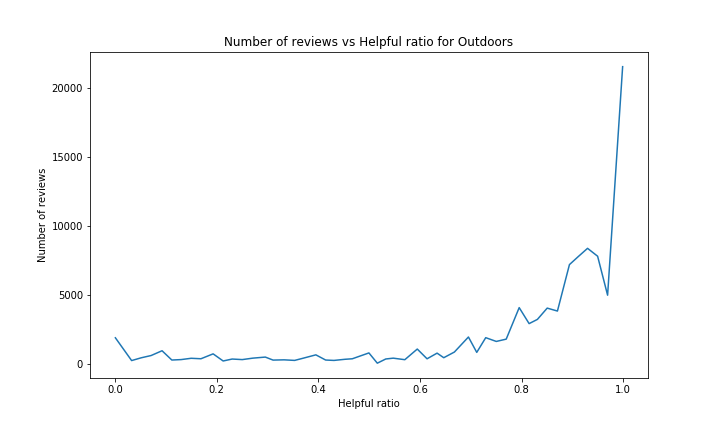 Number of reviews vs Helpful ratio for Outdoors
20000
15000
10000
5000
0
Number of reviews
0.0 0.2 0.4 0.6 0.8 1.0
Helpful ratio